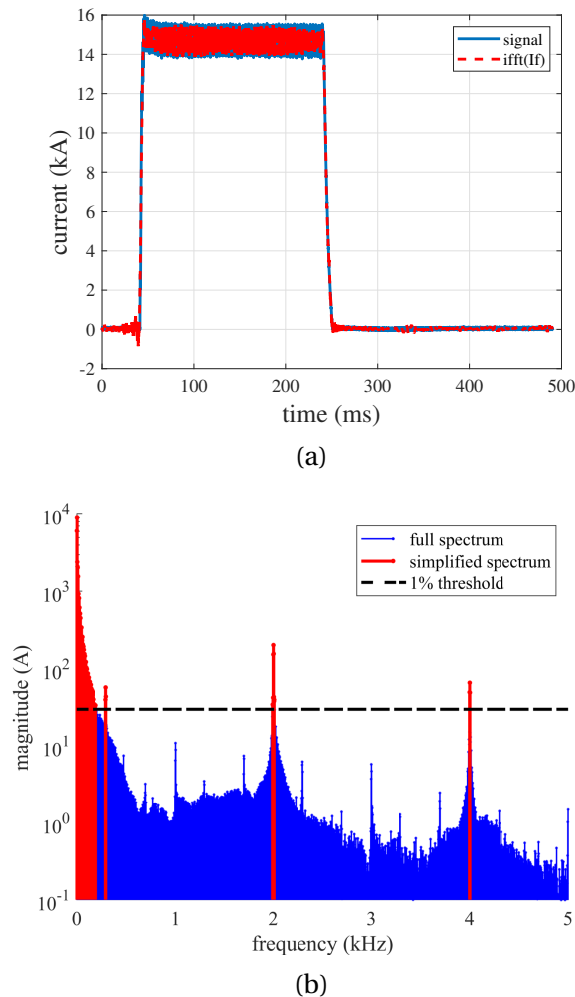 16
14
12
10
8
6
4
2
0
-2
current (kA)
signal
ifft(If)
0 100 200 300 400 500
time (ms)
(a)
10^4
10^3
10^2
10^1
10^0
10^-1
magnitude (A)
full spectrum
simplified spectrum
1% threshold
0 1 2 3 4 5
frequency (kHz)
(b)